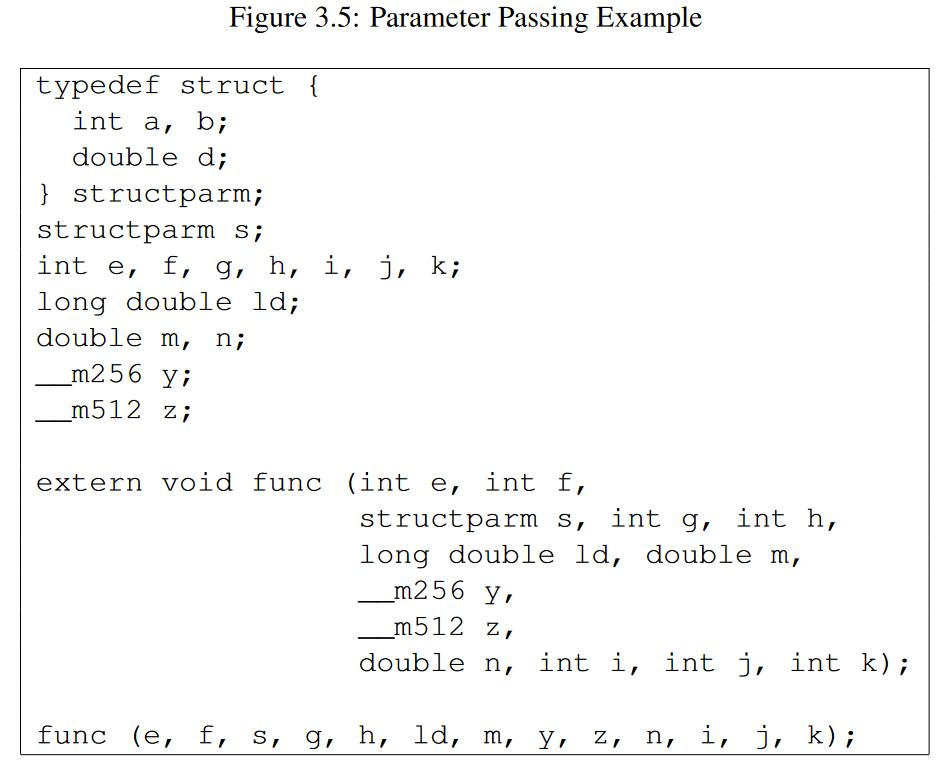 Figure 3.5: Parameter Passing Example
typedef struct {
  int a, b;
  double d;
} structparm;
structparm s;
int e, f, g, h, i, j, k;
long double ld;
double m, n;
__m256 y;
__m512 z;

extern void func (int e, int f,
                  structparm s, int g, int h,
                  long double ld, double m,
                  __m256 y,
                  __m512 z,
                  double n, int i, int j, int k);

func (e, f, s, g, h, ld, m, y, z, n, i, j, k);